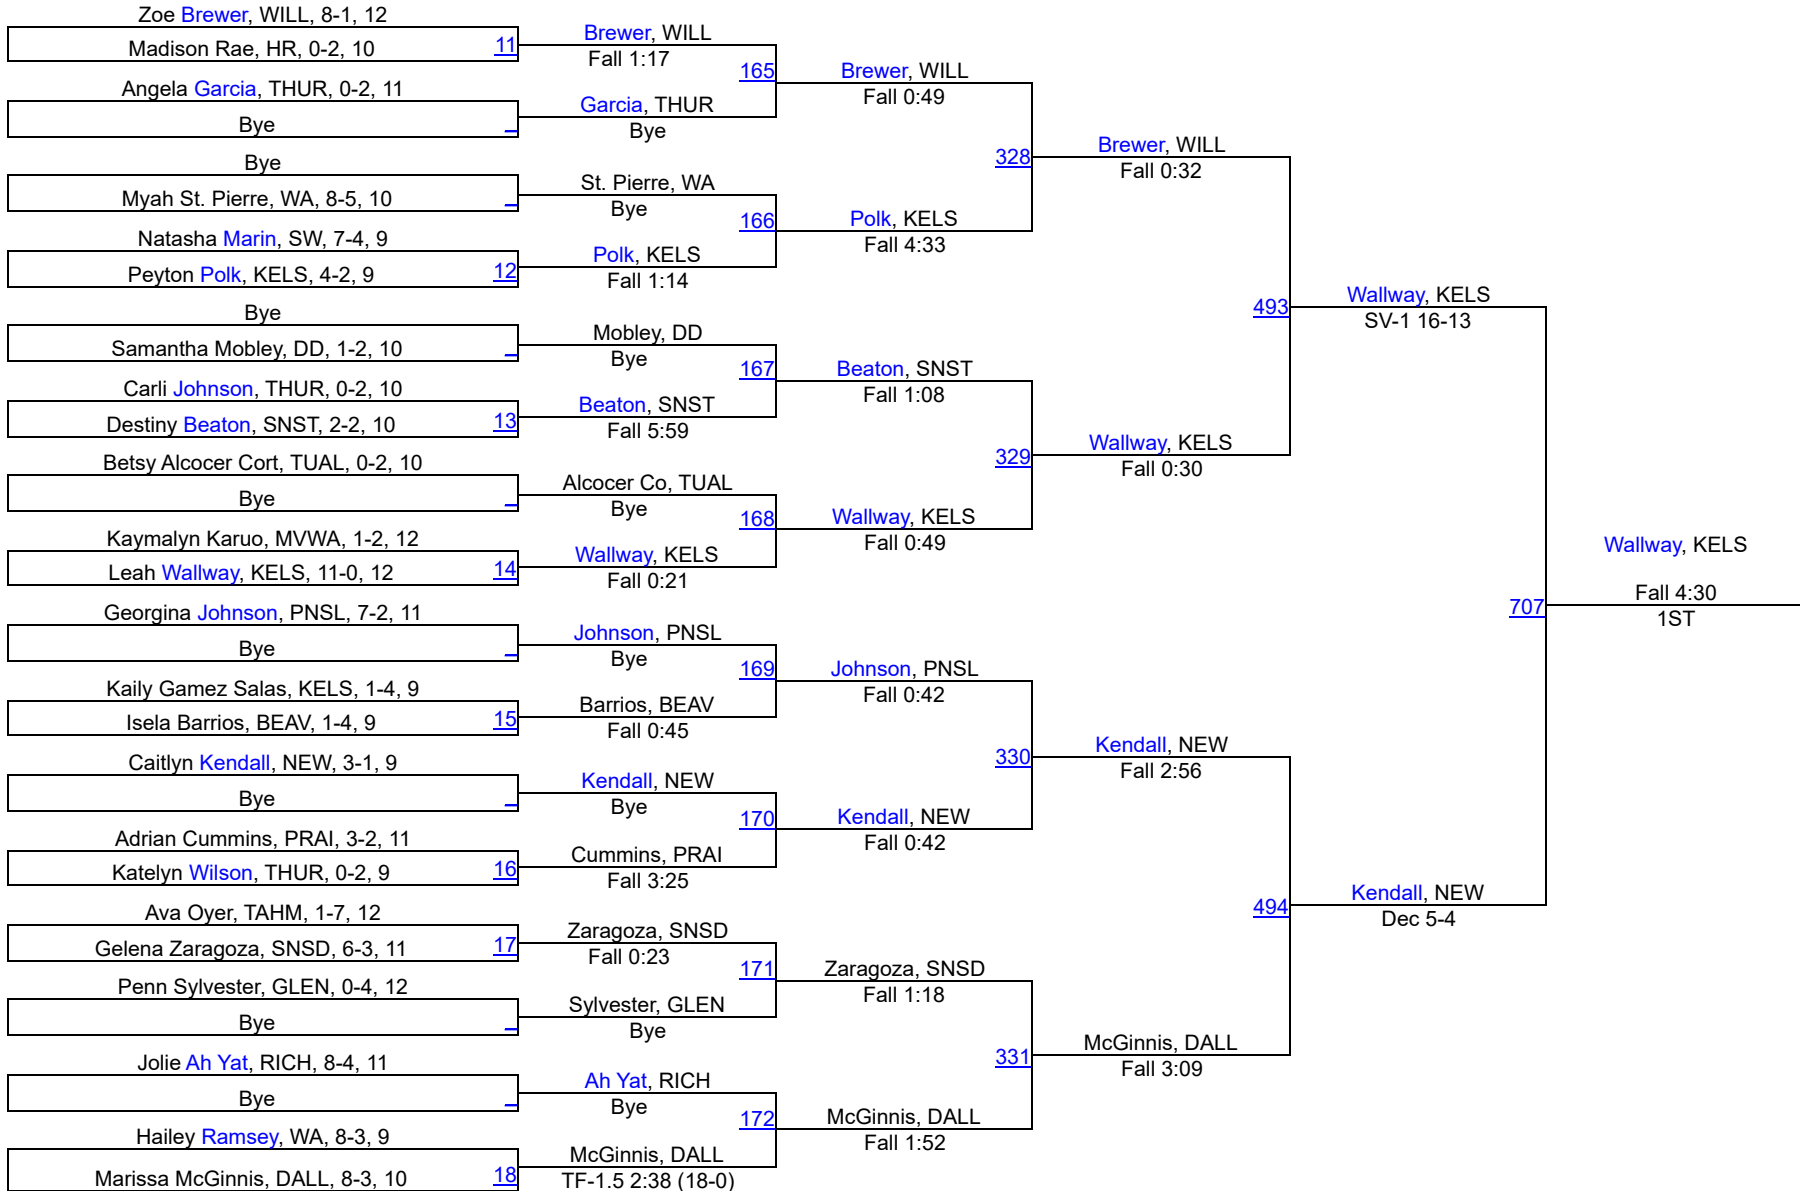 Zoe Brewer, WILL, 8-1, 12
Madison Rae, HR, 0-2, 10
11
Angela Garcia, THUR, 0-2, 11
Bye
Bye
Myah St. Pierre, WA, 8-5, 10
Natasha Marin, SW, 7-4, 9
Peyton Polk, KELS, 4-2, 9
12
Bye
Samantha Mobley, DD, 1-2, 10
Carli Johnson, THUR, 0-2, 10
Destiny Beaton, SNST, 2-2, 10
13
Betsy Alcocer Cort, TUAL, 0-2, 10
Bye
Kaymalyn Karuo, MVWA, 1-2, 12
Leah Wallway, KELS, 11-0, 12
14
Georgina Johnson, PNSL, 7-2, 11
Bye
Kaily Gamez Salas, KELS, 1-4, 9
Isela Barrios, BEAV, 1-4, 9
15
Caitlyn Kendall, NEW, 3-1, 9
Bye
Adrian Cummins, PRAI, 3-2, 11
Katelyn Wilson, THUR, 0-2, 9
16
Ava Oyer, TAHM, 1-7, 12
Gelena Zaragoza, SNSD, 6-3, 11
17
Penn Sylvester, GLEN, 0-4, 12
Bye
Jolie Ah Yat, RICH, 8-4, 11
Bye
Hailey Ramsey, WA, 8-3, 9
Marissa McGinnis, DALL, 8-3, 10
18
Brewer, WILL
Fall 1:17
165
Garcia, THUR
Bye
St. Pierre, WA
Bye
166
Polk, KELS
Fall 1:14
Mobley, DD
Bye
167
Beaton, SNST
Fall 5:59
Alcocer Co, TUAL
Bye
168
Wallway, KELS
Fall 0:21
Johnson, PNSL
Bye
169
Barrios, BEAV
Fall 0:45
Kendall, NEW
Bye
170
Cummins, PRAI
Fall 3:25
Zaragoza, SNSD
Fall 0:23
171
Sylvester, GLEN
Bye
Ah Yat, RICH
Bye
172
McGinnis, DALL
TF-1.5 2:38 (18-0)
Brewer, WILL
Fall 0:49
328
Polk, KELS
Fall 4:33
Beaton, SNST
Fall 1:08
329
Wallway, KELS
Fall 0:49
Johnson, PNSL
Fall 0:42
330
Kendall, NEW
Fall 0:42
Zaragoza, SNSD
Fall 1:18
331
McGinnis, DALL
Fall 1:52
Brewer, WILL
Fall 0:32
493
Wallway, KELS
Fall 0:30
Kendall, NEW
Fall 2:56
494
McGinnis, DALL
Fall 3:09
Wallway, KELS
SV-1 16-13
707
Kendall, NEW
Dec 5-4
Wallway, KELS
Fall 4:30
1ST